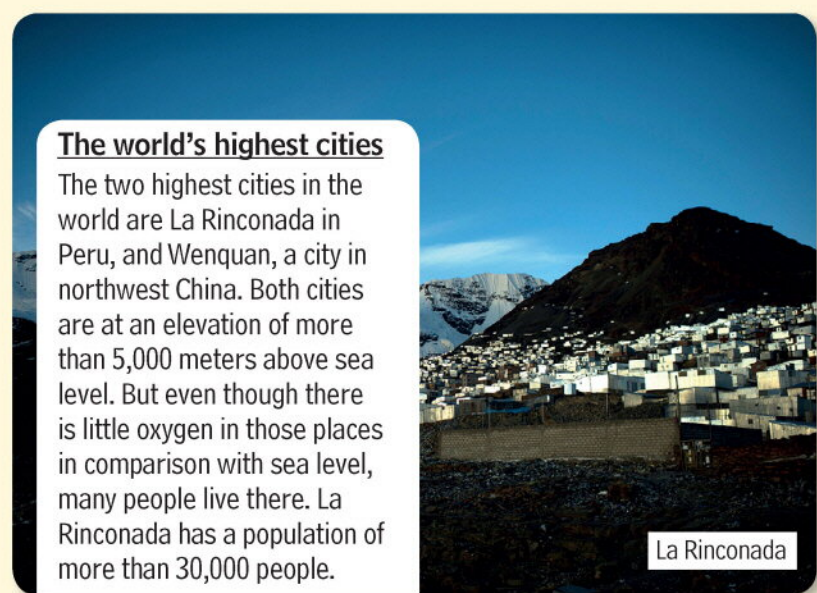 The world's highest cities
The two highest cities in the
world are La Rinconada in
Peru, and Wenquan, a city in
northwest China. Both cities
are at an elevation of more
than 5,000 meters above sea
level. But even though there
is little oxygen in those places
in comparison with sea level,
many people live there. La
Rinconada has a population of
more than 30,000 people.
La Rinconada